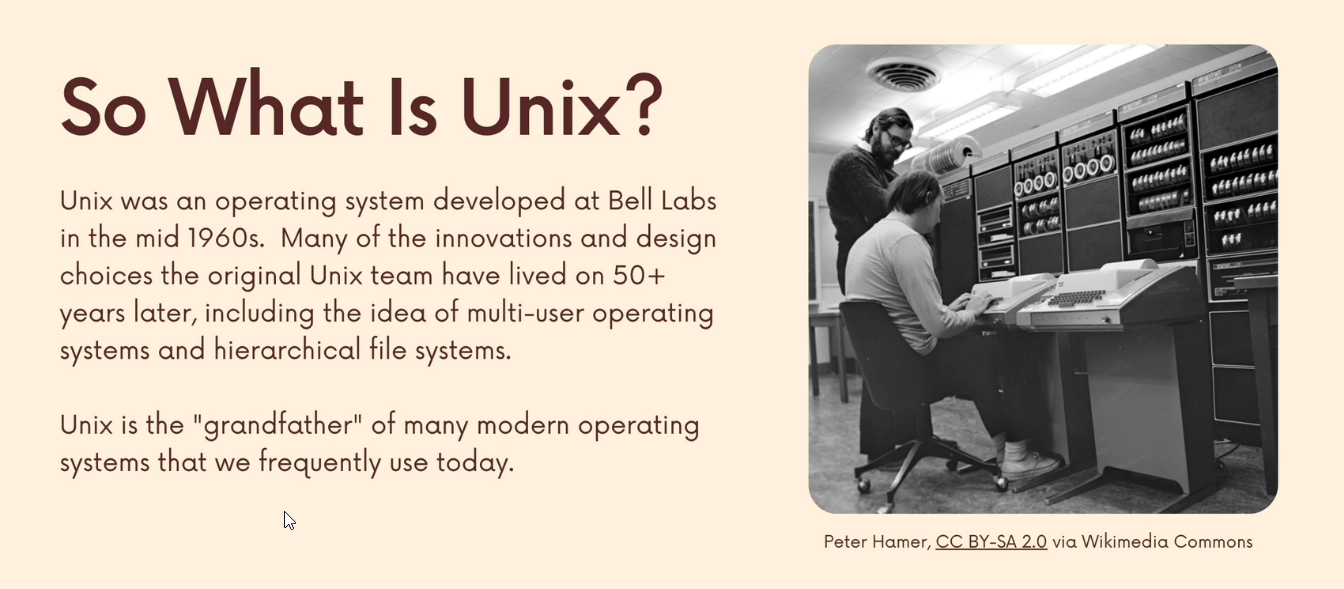 So What Is Unix?
Unix was an operating system developed at Bell Labs
in the mid 1960s.  Many of the innovations and design
choices the original Unix team have lived on 50+
years later, including the idea of multi-user operating
systems and hierarchical file systems.
Unix is the "grandfather" of many modern operating
systems that we frequently use today.
Peter Hamer, CC BY-SA 2.0 via Wikimedia Commons